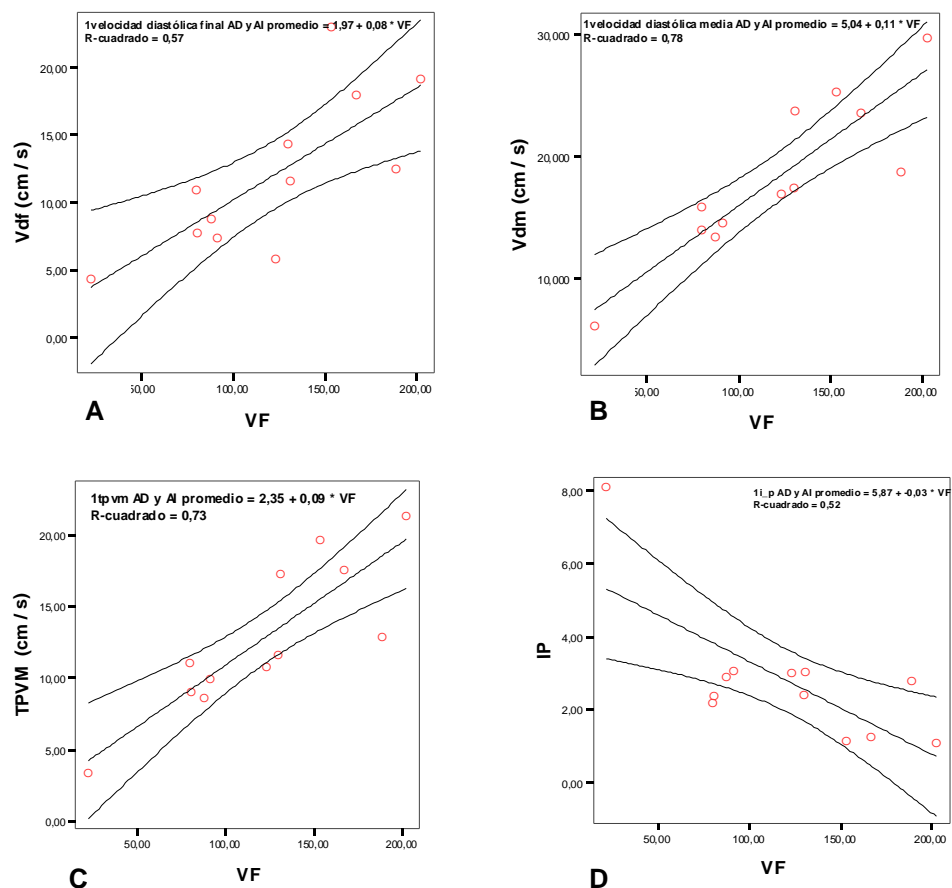 1velocidad diastólica final AD y AI promedio = 1,97 + 0,08 * VF
R-cuadrado = 0,57
20,00
15,00
10,00
5,00
0,00
Vdf (cm / s)
50,00 100,00 150,00 200,00
VF
A
1velocidad diastólica media AD y AI promedio = 5,04 + 0,11 * VF
R-cuadrado = 0,78
30,000
20,000
10,000
Vdm (cm / s)
50,00 100,00 150,00 200,00
VF
B
1tpvm AD y AI promedio = 2,35 + 0,09 * VF
R-cuadrado = 0,73
20,00
15,00
10,00
5,00
0,00
TPVM (cm / s)
50,00 100,00 150,00 200,00
VF
C
1i_p AD y AI promedio = 5,87 + -0,03 * VF
R-cuadrado = 0,52
8,00
6,00
4,00
2,00
0,00
IP
50,00 100,00 150,00 200,00
VF
D